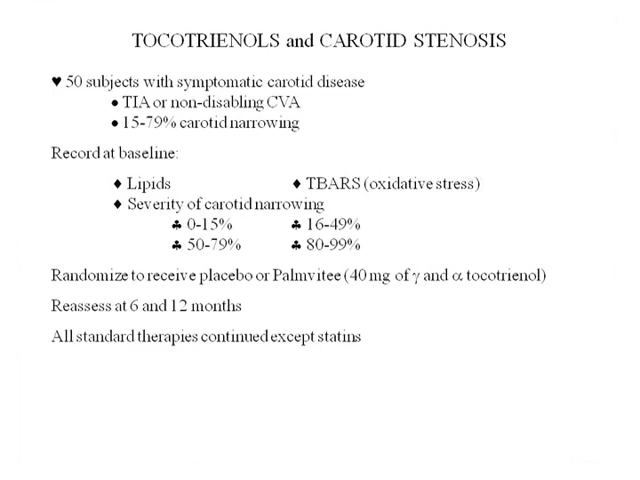 TOCOTRIENOLS and CAROTID STENOSIS
♥ 50 subjects with symptomatic carotid disease
● TIA or non-disabling CVA
● 15-79% carotid narrowing
Record at baseline:
♦ Lipids ♦ TBARS (oxidative stress)
♦ Severity of carotid narrowing
♣ 0-15% ♣ 16-49%
♣ 50-79% ♣ 80-99%
Randomize to receive placebo or Palmvitee (40 mg of γ and α tocotrienol)
Reassess at 6 and 12 months
All standard therapies continued except statins